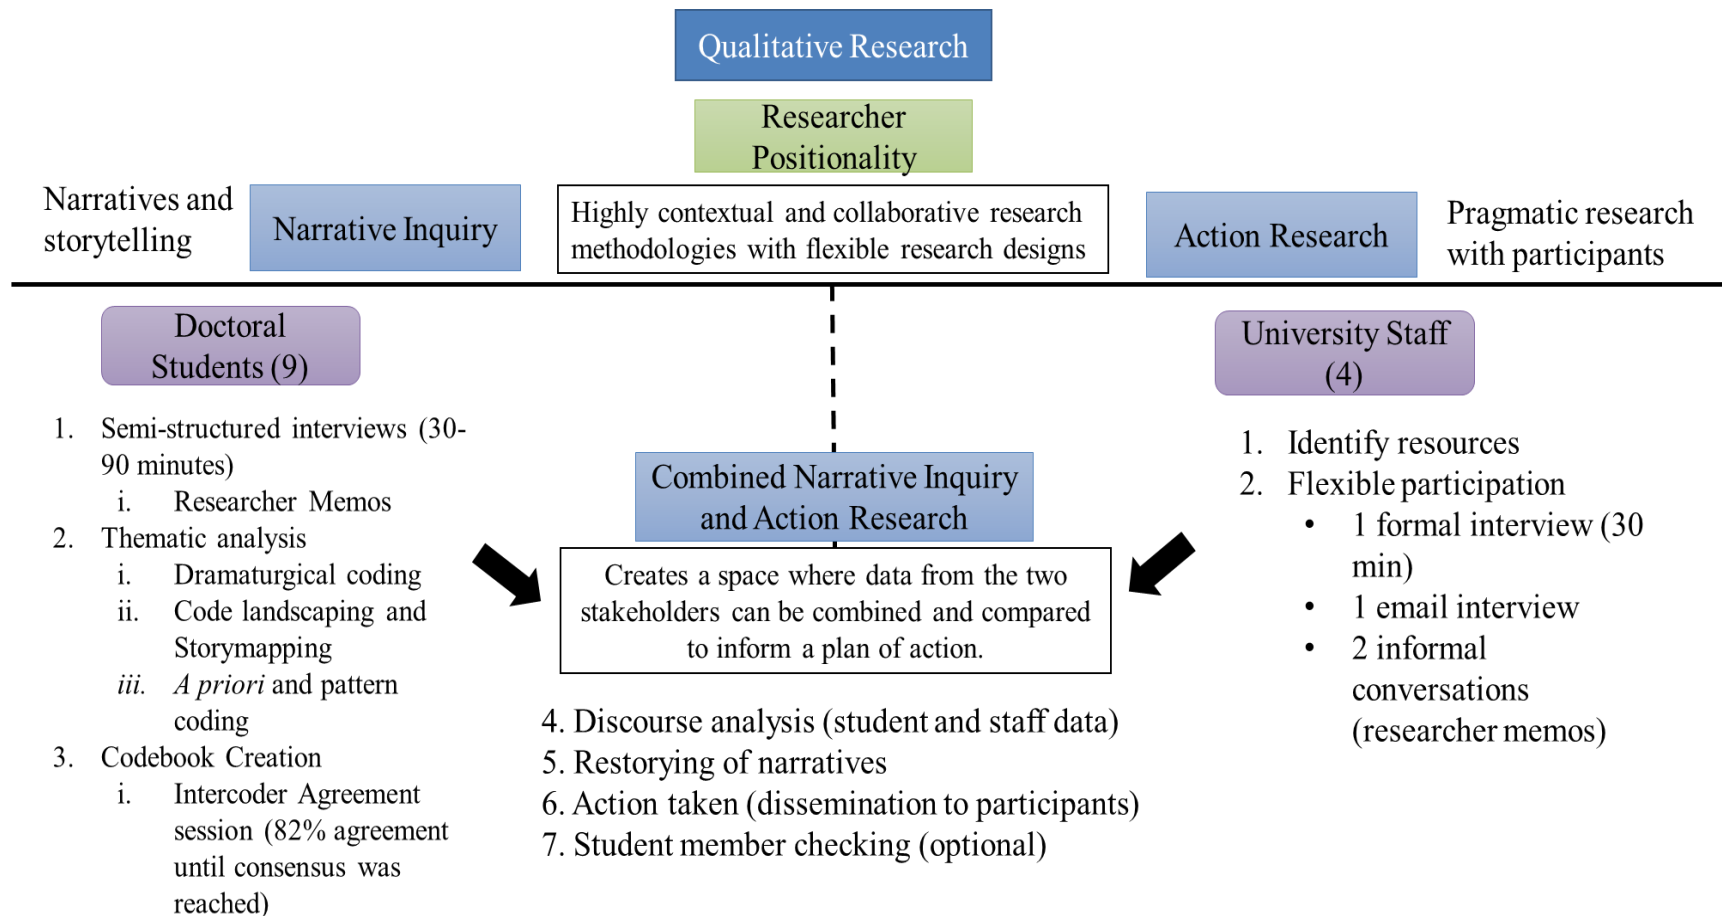 Qualitative Research
Researcher
Positionality
Narratives and
storytelling
Narrative Inquiry
Highly contextual and collaborative research
methodologies with flexible research designs
Action Research
Pragmatic research
with participants
Doctoral
Students (9)
1. Semi-structured interviews (30-
90 minutes)
i. Researcher Memos
2. Thematic analysis
i. Dramaturgical coding
ii. Code landscaping and
Storymapping
iii. A priori and pattern
coding
3. Codebook Creation
i. Intercoder Agreement
session (82% agreement
until consensus was
reached)
Combined Narrative Inquiry
and Action Research
Creates a space where data from the two
stakeholders can be combined and compared
to inform a plan of action.
4. Discourse analysis (student and staff data)
5. Restorying of narratives
6. Action taken (dissemination to participants)
7. Student member checking (optional)
University Staff
(4)
1. Identify resources
2. Flexible participation
• 1 formal interview (30
min)
• 1 email interview
• 2 informal
conversations
(researcher memos)